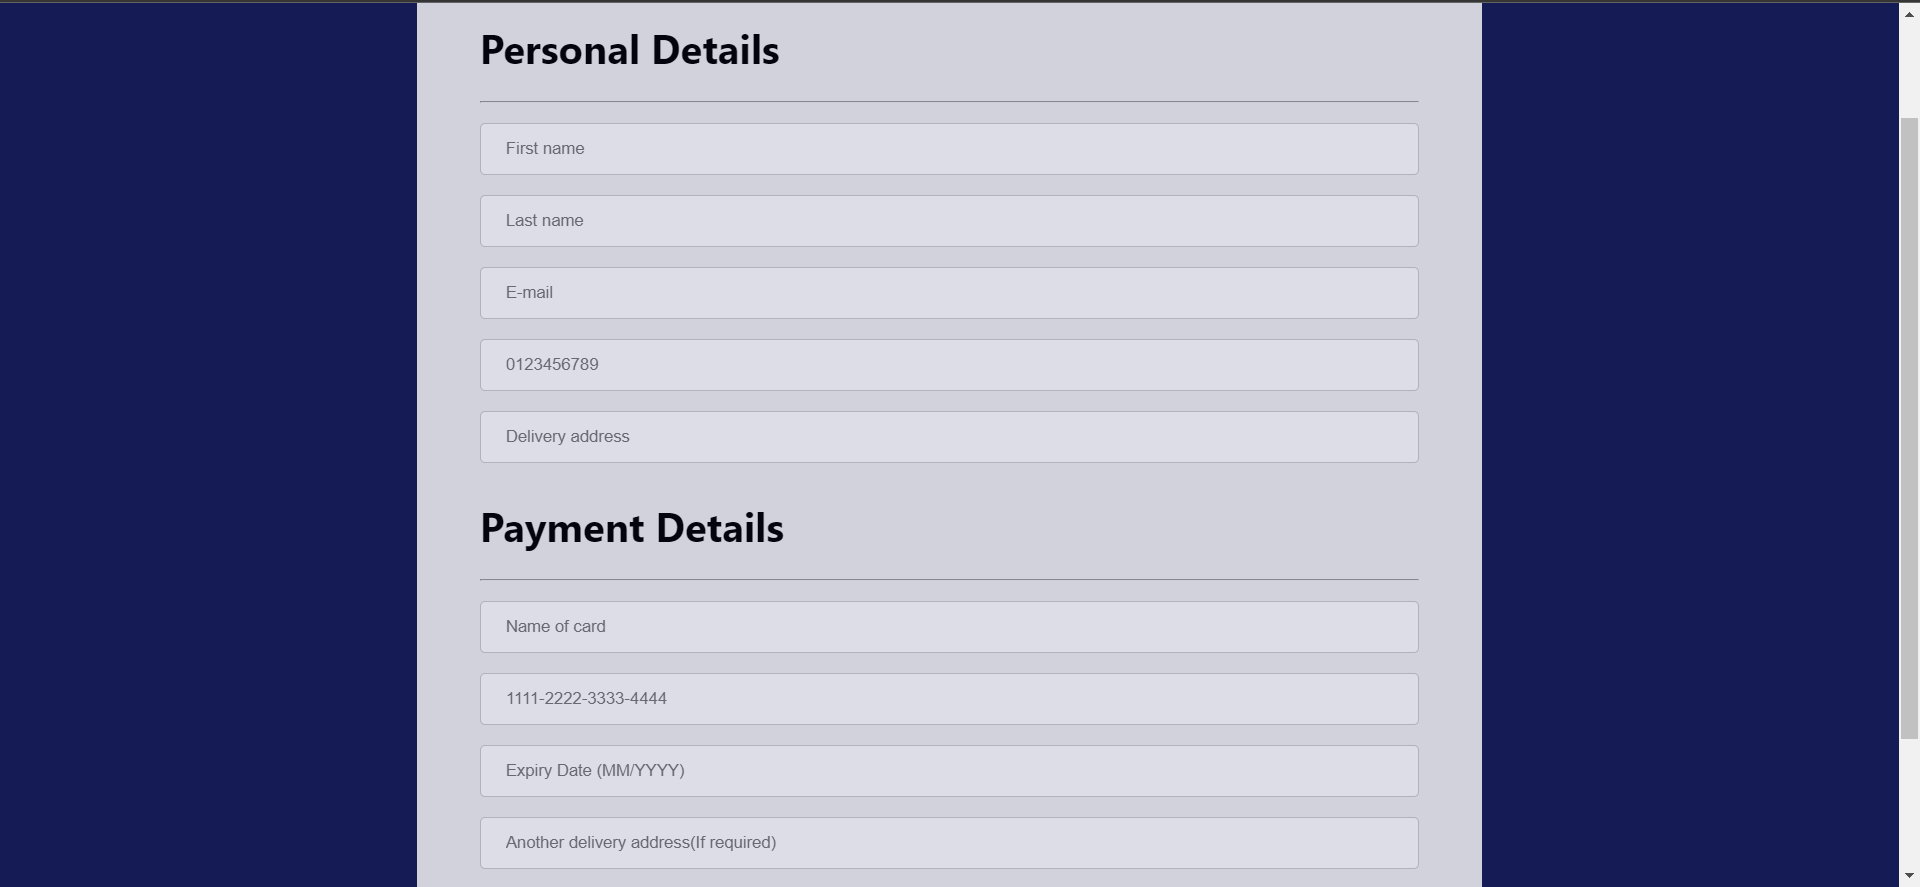 Personal Details
First name
Last name
E-mail
0123456789
Delivery address
Payment Details
Name of card
1111-2222-3333-4444
Expiry Date (MM/YYYY)
Another delivery address(If required)